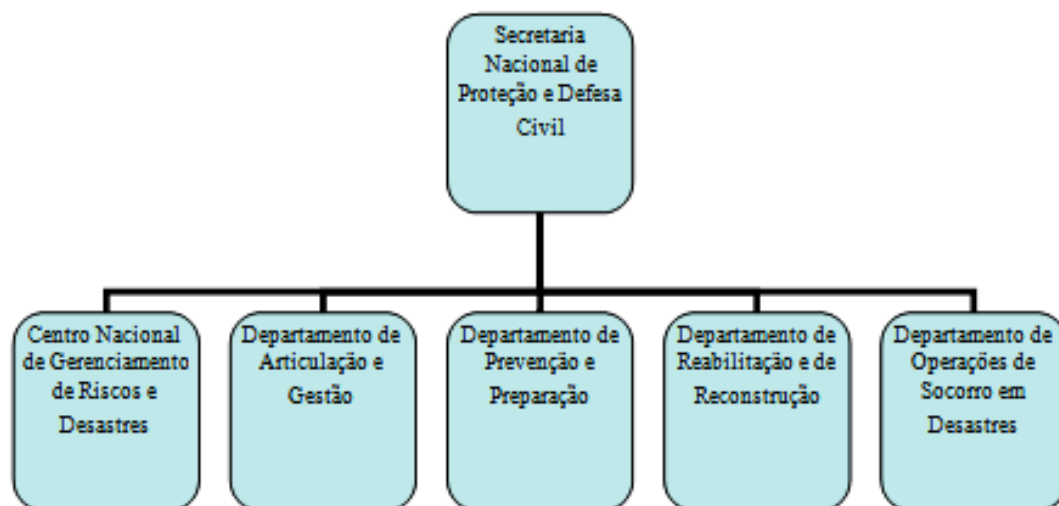 Secretaria
Nacional de
Proteção e Defesa
Civil
Centro Nacional
de Gerenciamento
de Riscos e
Desastres
Departamento de
Articulação e
Gestão
Departamento de
Prevenção e
Preparação
Departamento de
Reabilitação e de
Reconstrução
Departamento de
Operações de
Socorro em
Desastres